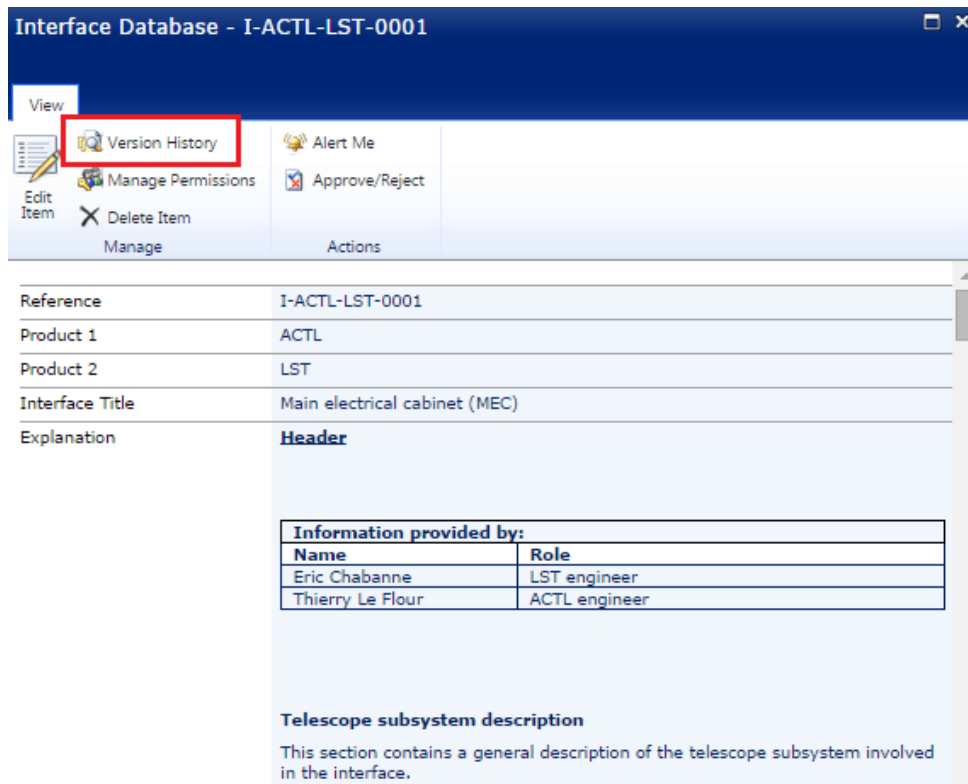 Interface Database - I-ACTL-LST-0001
View
Edit
Item
Version History
Manage Permissions
Delete Item
Manage
Alert Me
Approve/Reject
Actions
Reference I-ACTL-LST-0001
Product 1 ACTL
Product 2 LST
Interface Title Main electrical cabinet (MEC)
Explanation Header
Information provided by:
Name Role
Eric Chabanne LST engineer
Thierry Le Flour ACTL engineer
Telescope subsystem description
This section contains a general description of the telescope subsystem involved
in the interface.